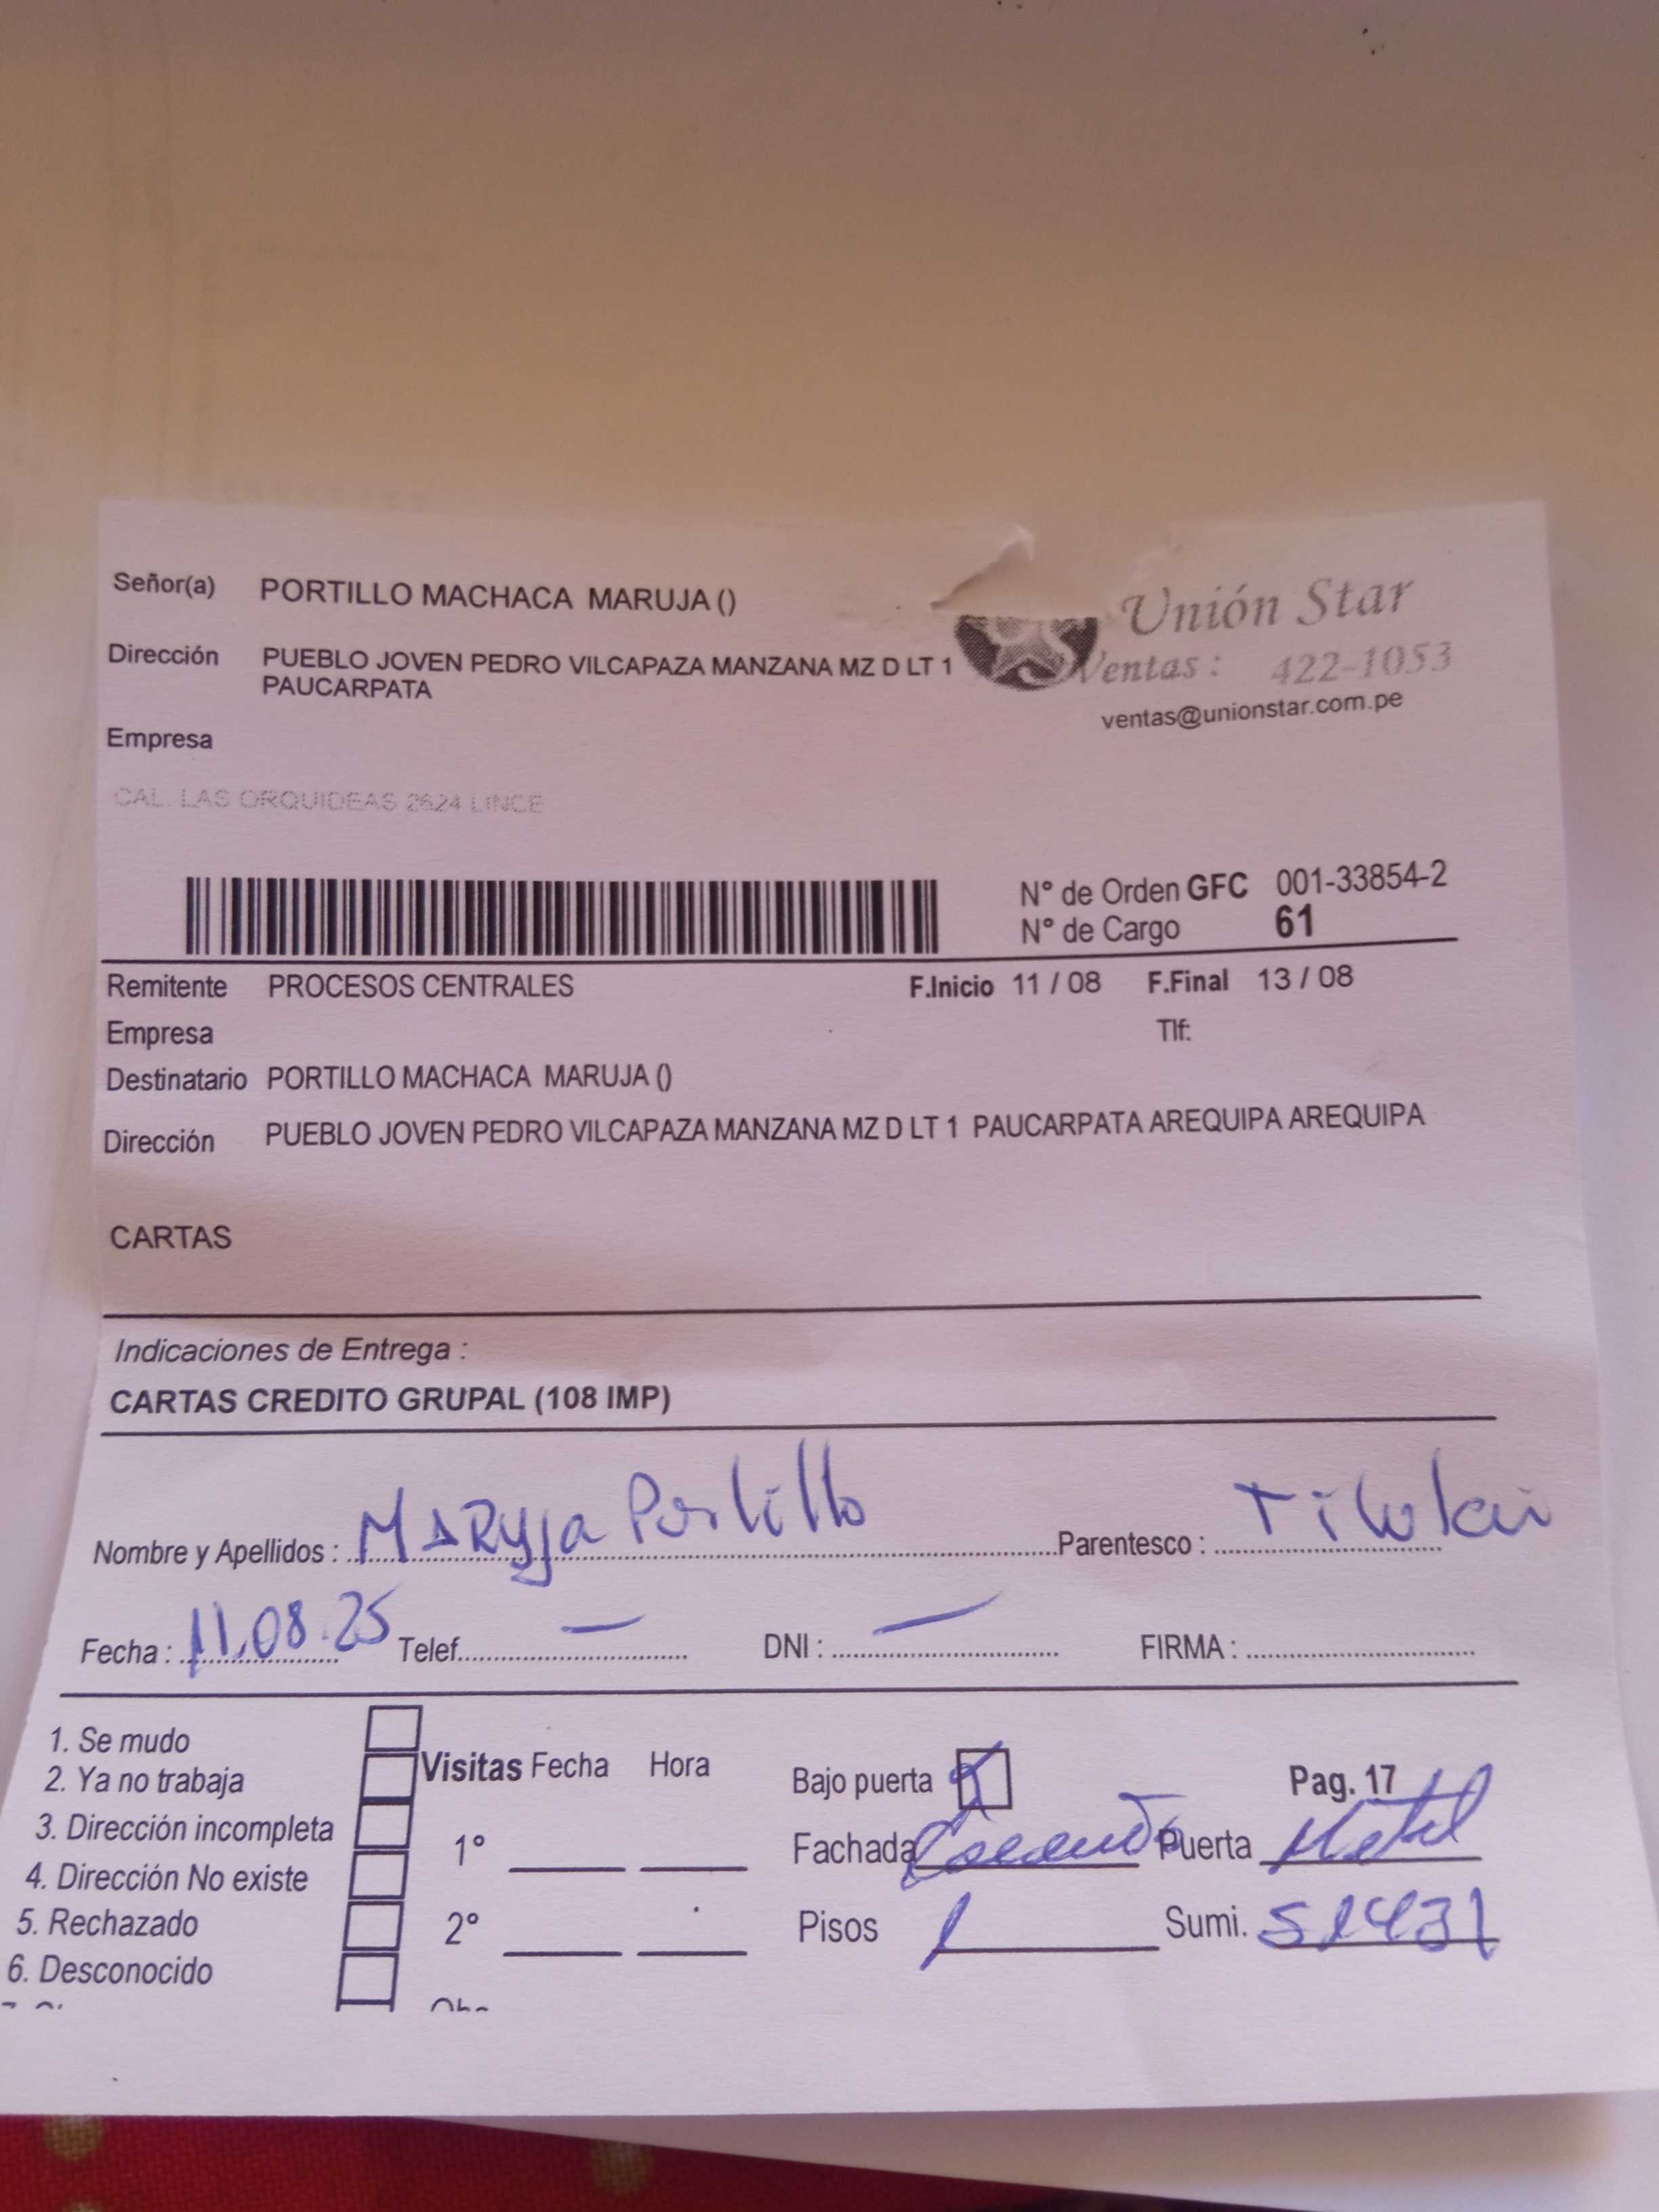 Señor(a) PORTILLO MACHACA MARUJA ()
Unión Star
Dirección PUEBLO JOVEN PEDRO VILCAPAZA MANZANA MZ D LT 1
PAUCARPATA
Ventas : 422-1053
ventas@unionstar.com.pe
Empresa
CAL. LAS ORQUIDEAS 2624 LINCE
N° de Orden GFC 001-33854-2
N° de Cargo 61
Remitente PROCESOS CENTRALES F.Inicio 11 / 08 F.Final 13 / 08
Empresa Tlf:
Destinatario PORTILLO MACHACA MARUJA ()
Dirección PUEBLO JOVEN PEDRO VILCAPAZA MANZANA MZ D LT 1 PAUCARPATA AREQUIPA AREQUIPA
CARTAS
Indicaciones de Entrega :
CARTAS CREDITO GRUPAL (108 IMP)
Nombre y Apellidos : MARUJA Portillo Parentesco :
Fecha : 11.08.25 Telef. — DNI : — FIRMA :
1. Se mudo
2. Ya no trabaja
3. Dirección incompleta
4. Dirección No existe
5. Rechazado
6. Desconocido
Visitas Fecha Hora
1°
2°
Bajo puerta Pag. 17
Fachada Puerta Metal
Pisos 1 Sumi. 51431